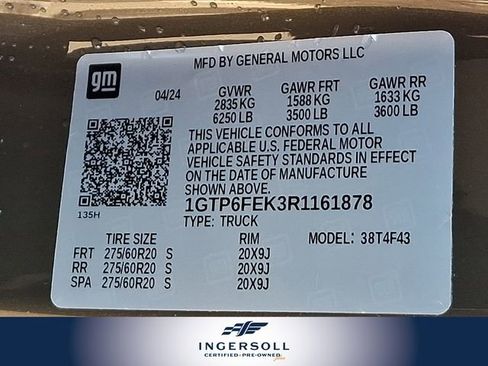 gm
MFD BY GENERAL MOTORS LLC
04/24 GVWR GAWR FRT GAWR RR
2835 KG 1588 KG 1633 KG
6250 LB 3500 LB 3600 LB
THIS VEHICLE CONFORMS TO ALL
APPLICABLE U.S. FEDERAL MOTOR
VEHICLE SAFETY STANDARDS IN EFFECT
ON THE DATE OF MANUFACTURE
SHOWN ABOVE.
135H
1GTP6FEK3R1161878
TYPE: TRUCK
TIRE SIZE RIM MODEL: 38T4F43
FRT 275/60R20 S 20X9J
RR 275/60R20 S 20X9J
SPA 275/60R20 S 20X9J
INGERSOLL
CERTIFIED-PRE-OWNED